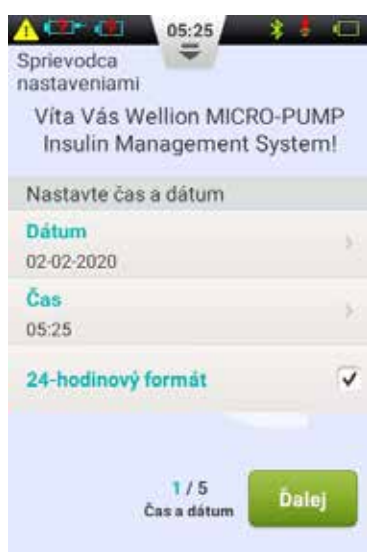 05:25
Sprievodca
nastaveniami
Víta Vás Wellion MICRO-PUMP
Insulin Management System!
Nastavte čas a dátum
Dátum
02-02-2020
Čas
05:25
24-hodinový formát
1 / 5
Čas a dátum
Ďalej